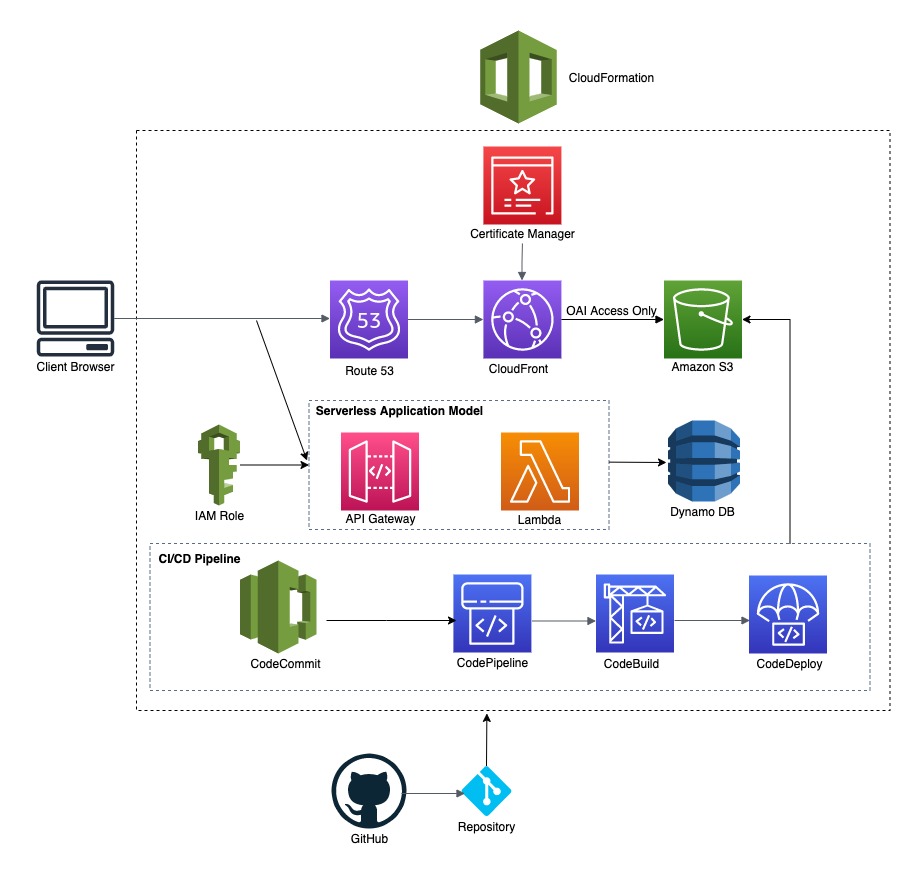 CloudFormation
Certificate Manager
53
OAI Access Only
Client Browser
Route 53
CloudFront
Amazon S3
Serverless Application Model
</>
IAM Role
API Gateway
Lambda
Dynamo DB
CI/CD Pipeline
</>
</>
</>
CodeCommit
CodePipeline
CodeBuild
CodeDeploy
GitHub
Repository